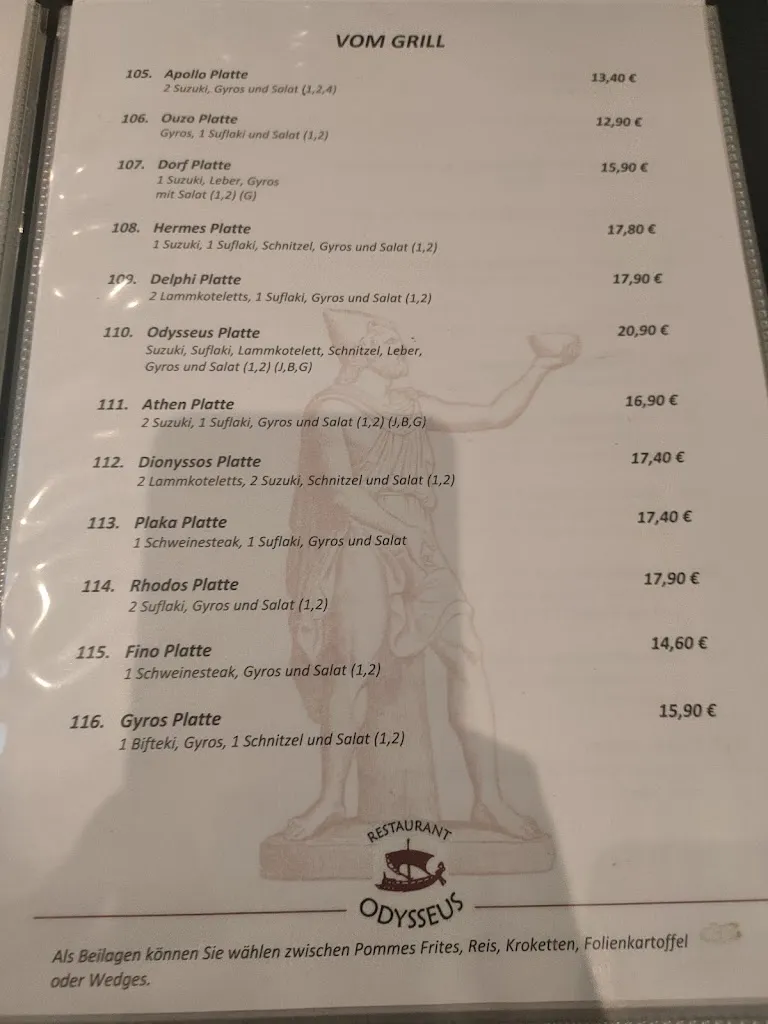 VOM GRILL
105. Apollo Platte 13,40 €
2 Suzuki, Gyros und Salat (1,2,4)
106. Ouzo Platte 12,90 €
Gyros, 1 Suflaki und Salat (1,2)
107. Dorf Platte 15,90 €
1 Suzuki, Leber, Gyros
mit Salat (1,2) (G)
108. Hermes Platte 17,80 €
1 Suzuki, 1 Suflaki, Schnitzel, Gyros und Salat (1,2)
109. Delphi Platte 17,90 €
2 Lammkoteletts, 1 Suflaki, Gyros und Salat (1,2)
110. Odysseus Platte 20,90 €
Suzuki, Suflaki, Lammkotelett, Schnitzel, Leber,
Gyros und Salat (1,2) (J,B,G)
111. Athen Platte 16,90 €
2 Suzuki, 1 Suflaki, Gyros und Salat (1,2) (J,B,G)
112. Dionyssos Platte 17,40 €
2 Lammkoteletts, 2 Suzuki, Schnitzel und Salat (1,2)
113. Plaka Platte 17,40 €
1 Schweinesteak, 1 Suflaki, Gyros und Salat
114. Rhodos Platte 17,90 €
2 Suflaki, Gyros und Salat (1,2)
115. Fino Platte 14,60 €
1 Schweinesteak, Gyros und Salat (1,2)
116. Gyros Platte 15,90 €
1 Bifteki, Gyros, 1 Schnitzel und Salat (1,2)
RESTAURANT
ODYSSEUS
Als Beilagen können Sie wählen zwischen Pommes Frites, Reis, Kroketten, Folienkartoffel
oder Wedges.